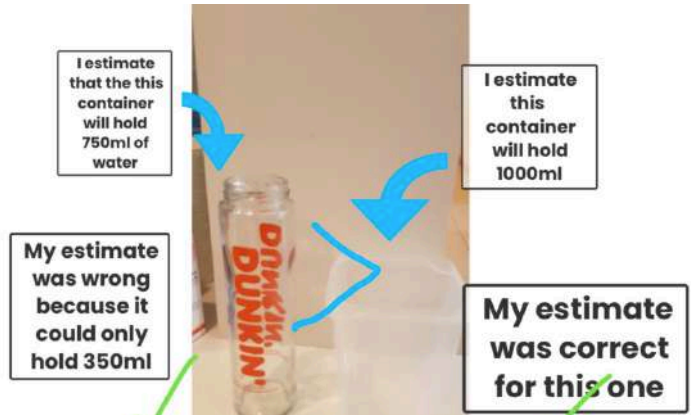 I estimate
that the this
container
will hold
750ml of
water
I estimate
this
container
will hold
1000ml
My estimate
was wrong
because it
could only
hold 350ml
DUNKIN'
DUNKIN'
My estimate
was correct
for this one